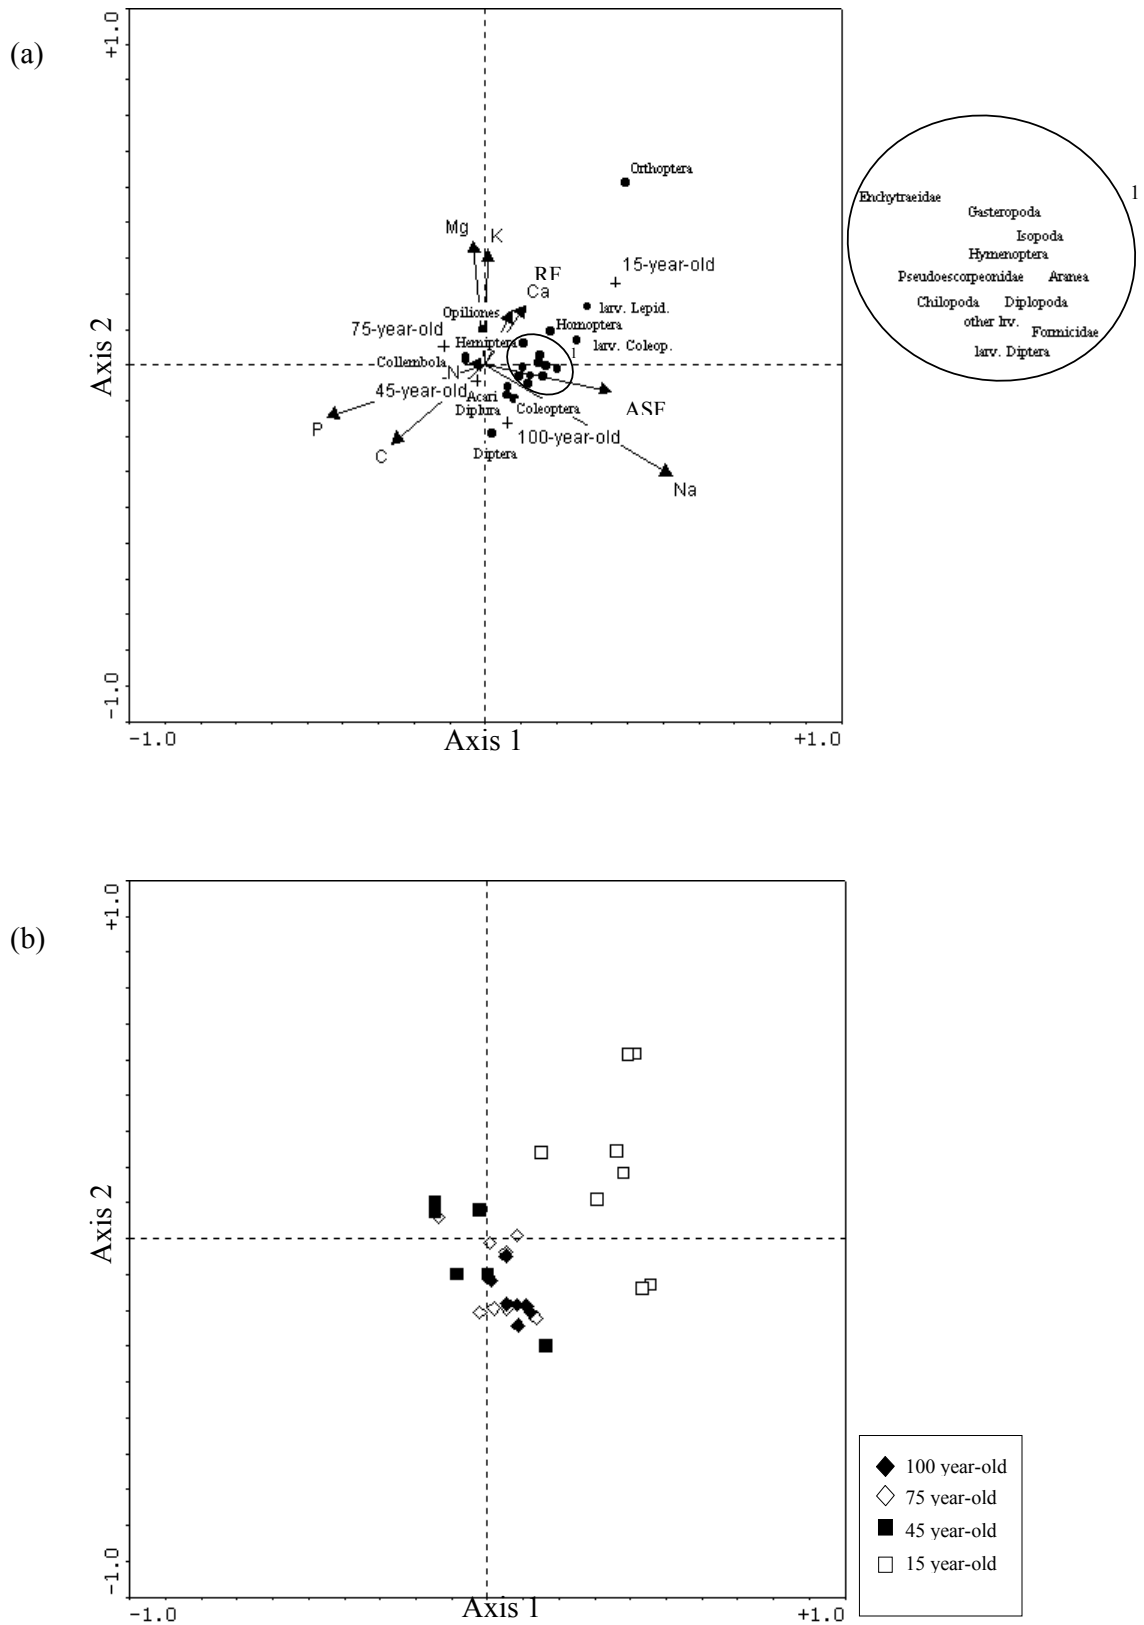 (a)
+1.0
Axis 2
-1.0
-1.0
Axis 1
+1.0
Orthoptera
Mg
K
15-year-old
RF
Ca
larv. Lepid.
Opiliones
Homoptera
75-year-old
Hemiptera
larv. Coleop.
1
Collembola
N
45-year-old
Acari
ASF
Diplura
Coleoptera
P
100-year-old
C
Diptera
Na
1
Enchytraeidae
Gasteropoda
Isopoda
Hymenoptera
Pseudoescorpeonidae Aranea
Chilopoda Diplopoda
other lrv.
Formicidae
larv. Diptera
(b)
+1.0
Axis 2
-1.0
-1.0
Axis 1
+1.0
100 year-old
75 year-old
45 year-old
15 year-old